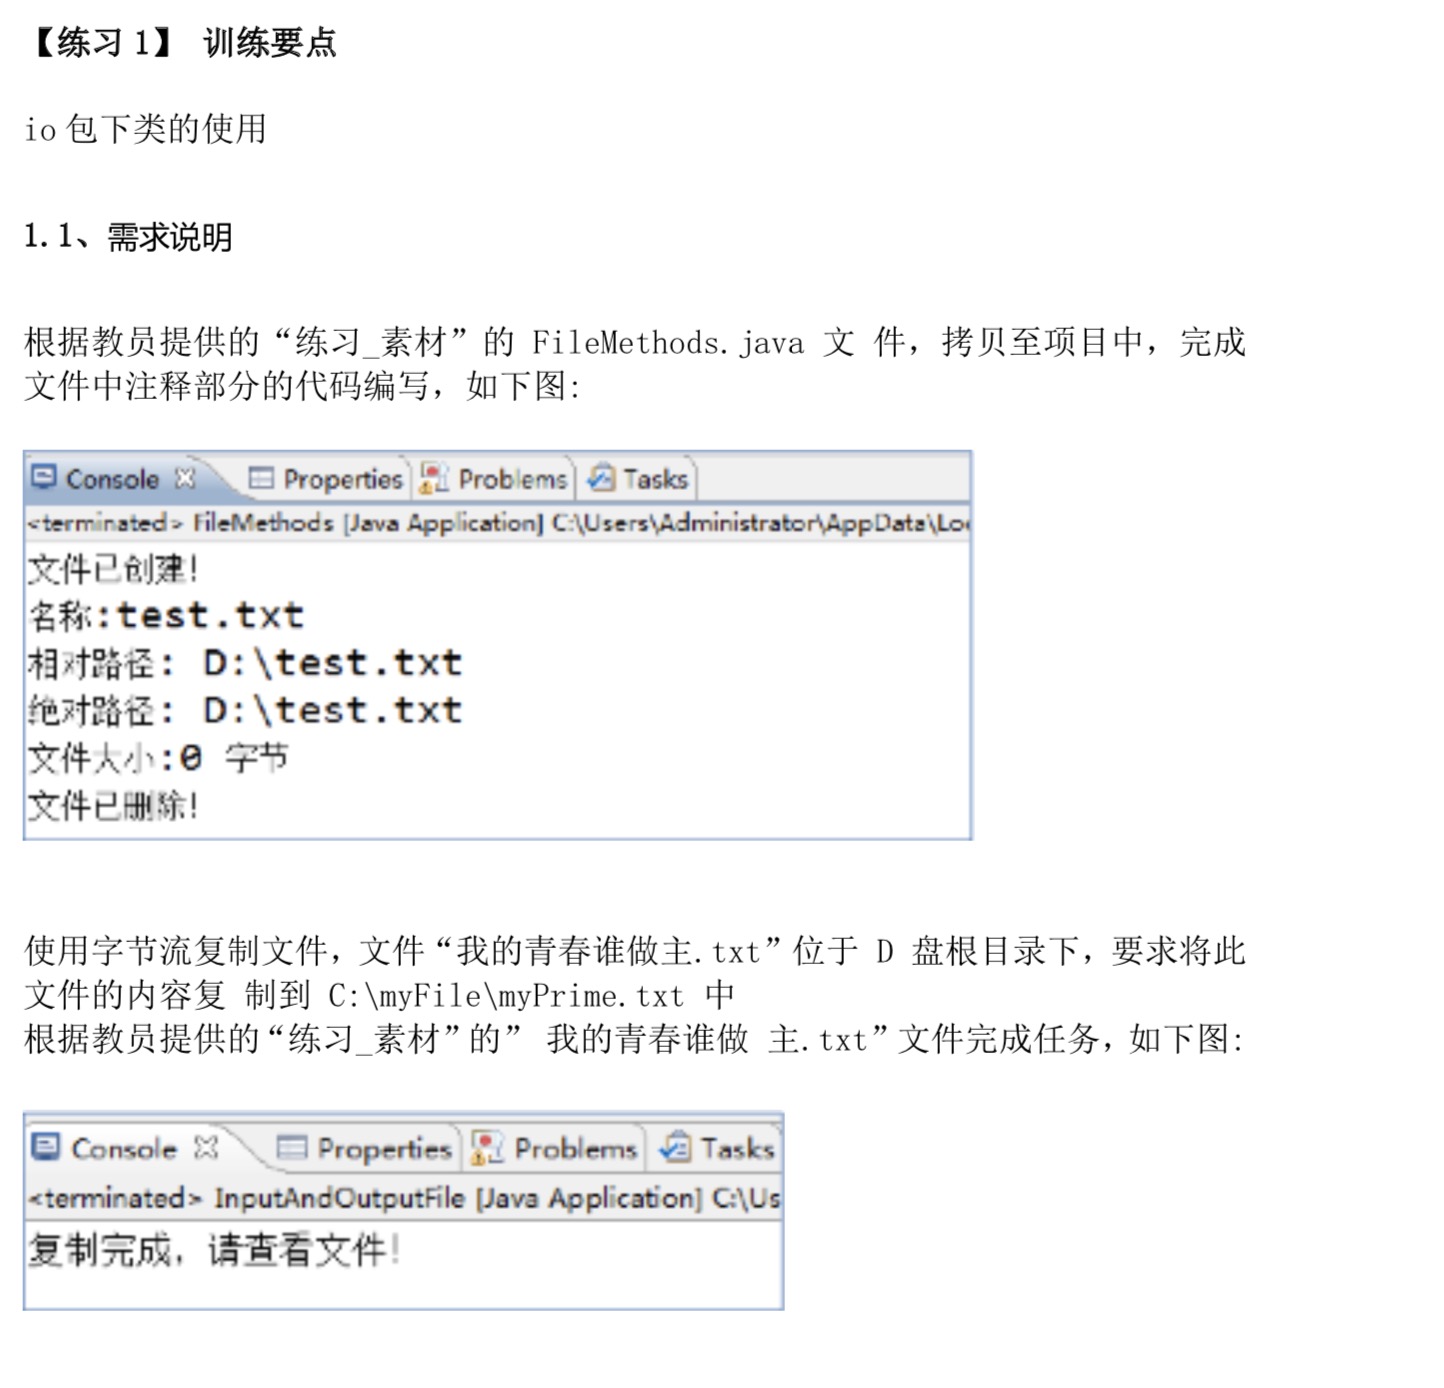 【练习 1】 训练要点
io 包下类的使用
1.1、需求说明
根据教员提供的“练习_素材”的 FileMethods.java 文 件，拷贝至项目中，完成
文件中注释部分的代码编写，如下图:
Console Properties Problems Tasks
<terminated> FileMethods [Java Application] C:\Users\Administrator\AppData\Loc
文件已创建!
名称:test.txt
相对路径: D:\test.txt
绝对路径: D:\test.txt
文件大小:0 字节
文件已删除!
使用字节流复制文件，文件“我的青春谁做主.txt”位于 D 盘根目录下，要求将此
文件的内容复 制到 C:\myFile\myPrime.txt 中
根据教员提供的“练习_素材”的” 我的青春谁做 主.txt”文件完成任务，如下图:
Console Properties Problems Tasks
<terminated> InputAndOutputFile [Java Application] C:\Us
复制完成，请查看文件!